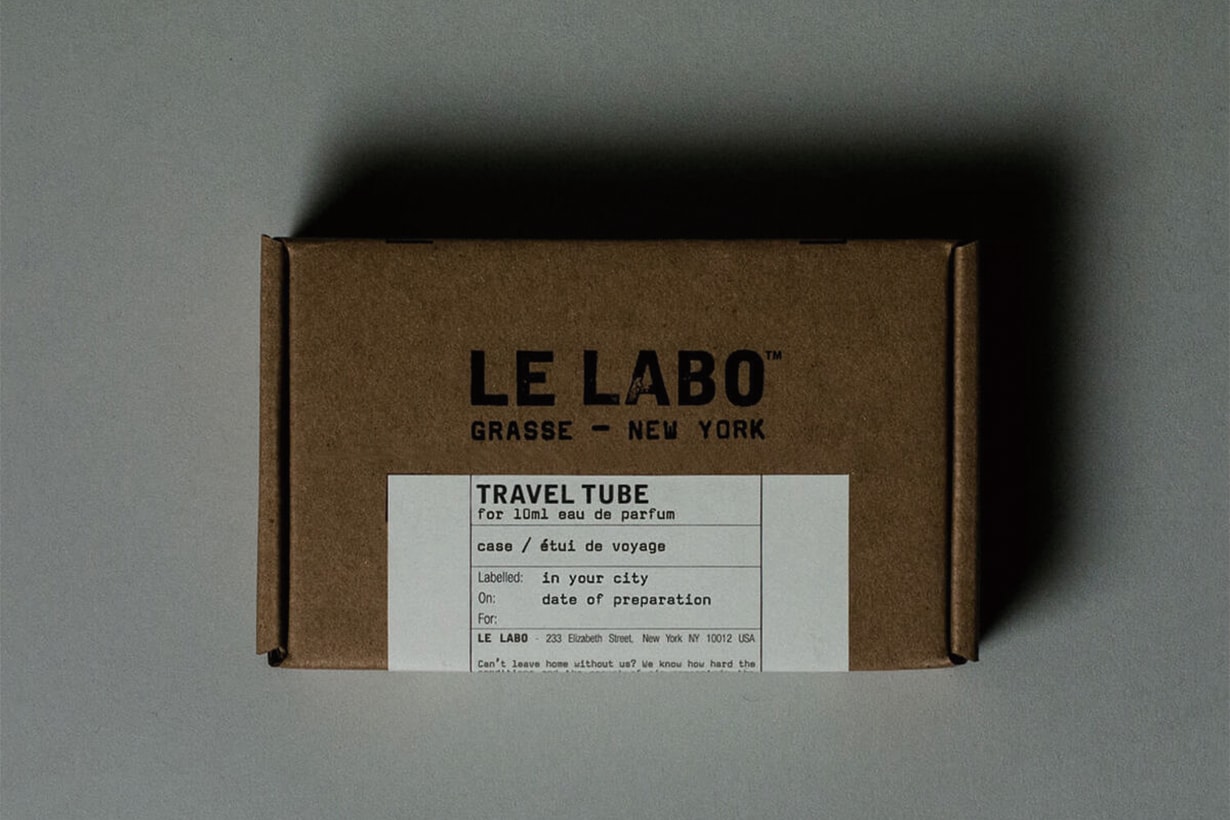 LE LABO™
GRASSE — NEW YORK
TRAVEL TUBE
for 10ml eau de parfum
case / étui de voyage
Labelled: in your city
On: date of preparation
For:
LE LABO - 233 Elizabeth Street, New York NY 10012 USA
Can't leave home without us? We know how hard the